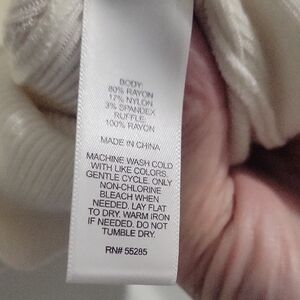 BODY:
80% RAYON
17% NYLON
3% SPANDEX
RUFFLE:
100% RAYON
MADE IN CHINA
MACHINE WASH COLD
WITH LIKE COLORS.
GENTLE CYCLE. ONLY
NON-CHLORINE
BLEACH WHEN
NEEDED. LAY FLAT
TO DRY. WARM IRON
IF NEEDED. DO NOT
TUMBLE DRY.
RN# 55285